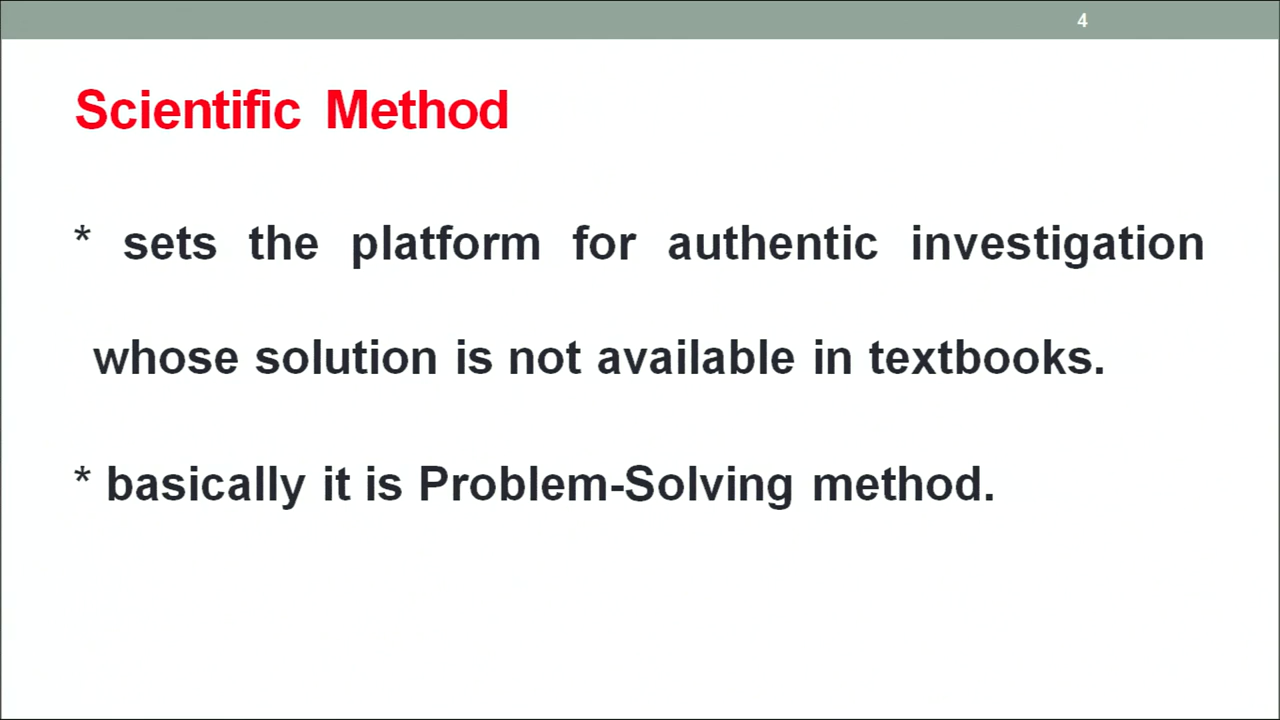 4
Scientific Method
* sets the platform for authentic investigation
whose solution is not available in textbooks.
* basically it is Problem-Solving method.